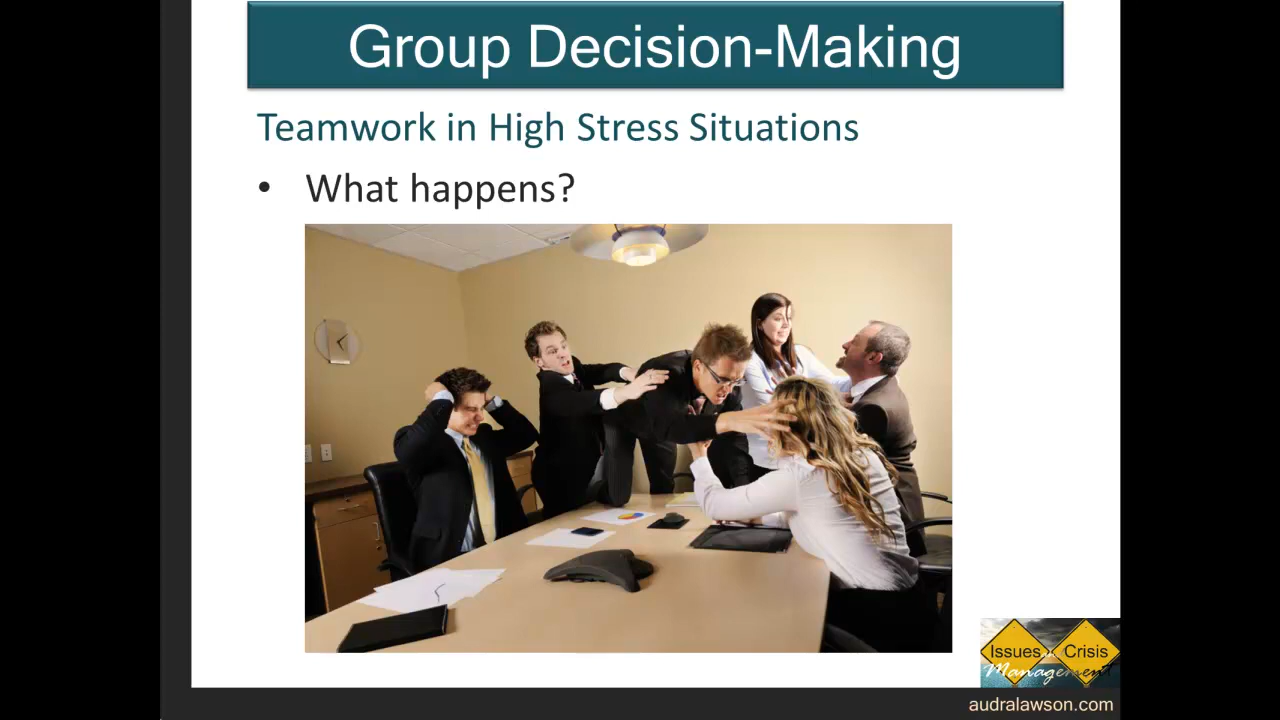 Group Decision-Making
Teamwork in High Stress Situations
• What happens?
Issues Crisis
Management
audralawson.com